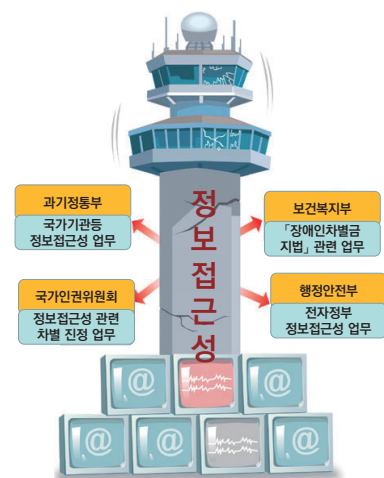 정보접근성
과기정통부
국가기관등
정보접근성 업무
보건복지부
「장애인차별금
지법」 관련 업무
국가인권위원회
정보접근성 관련
차별 진정 업무
행정안전부
전자정부
정보접근성 업무
@
@
@
@
@